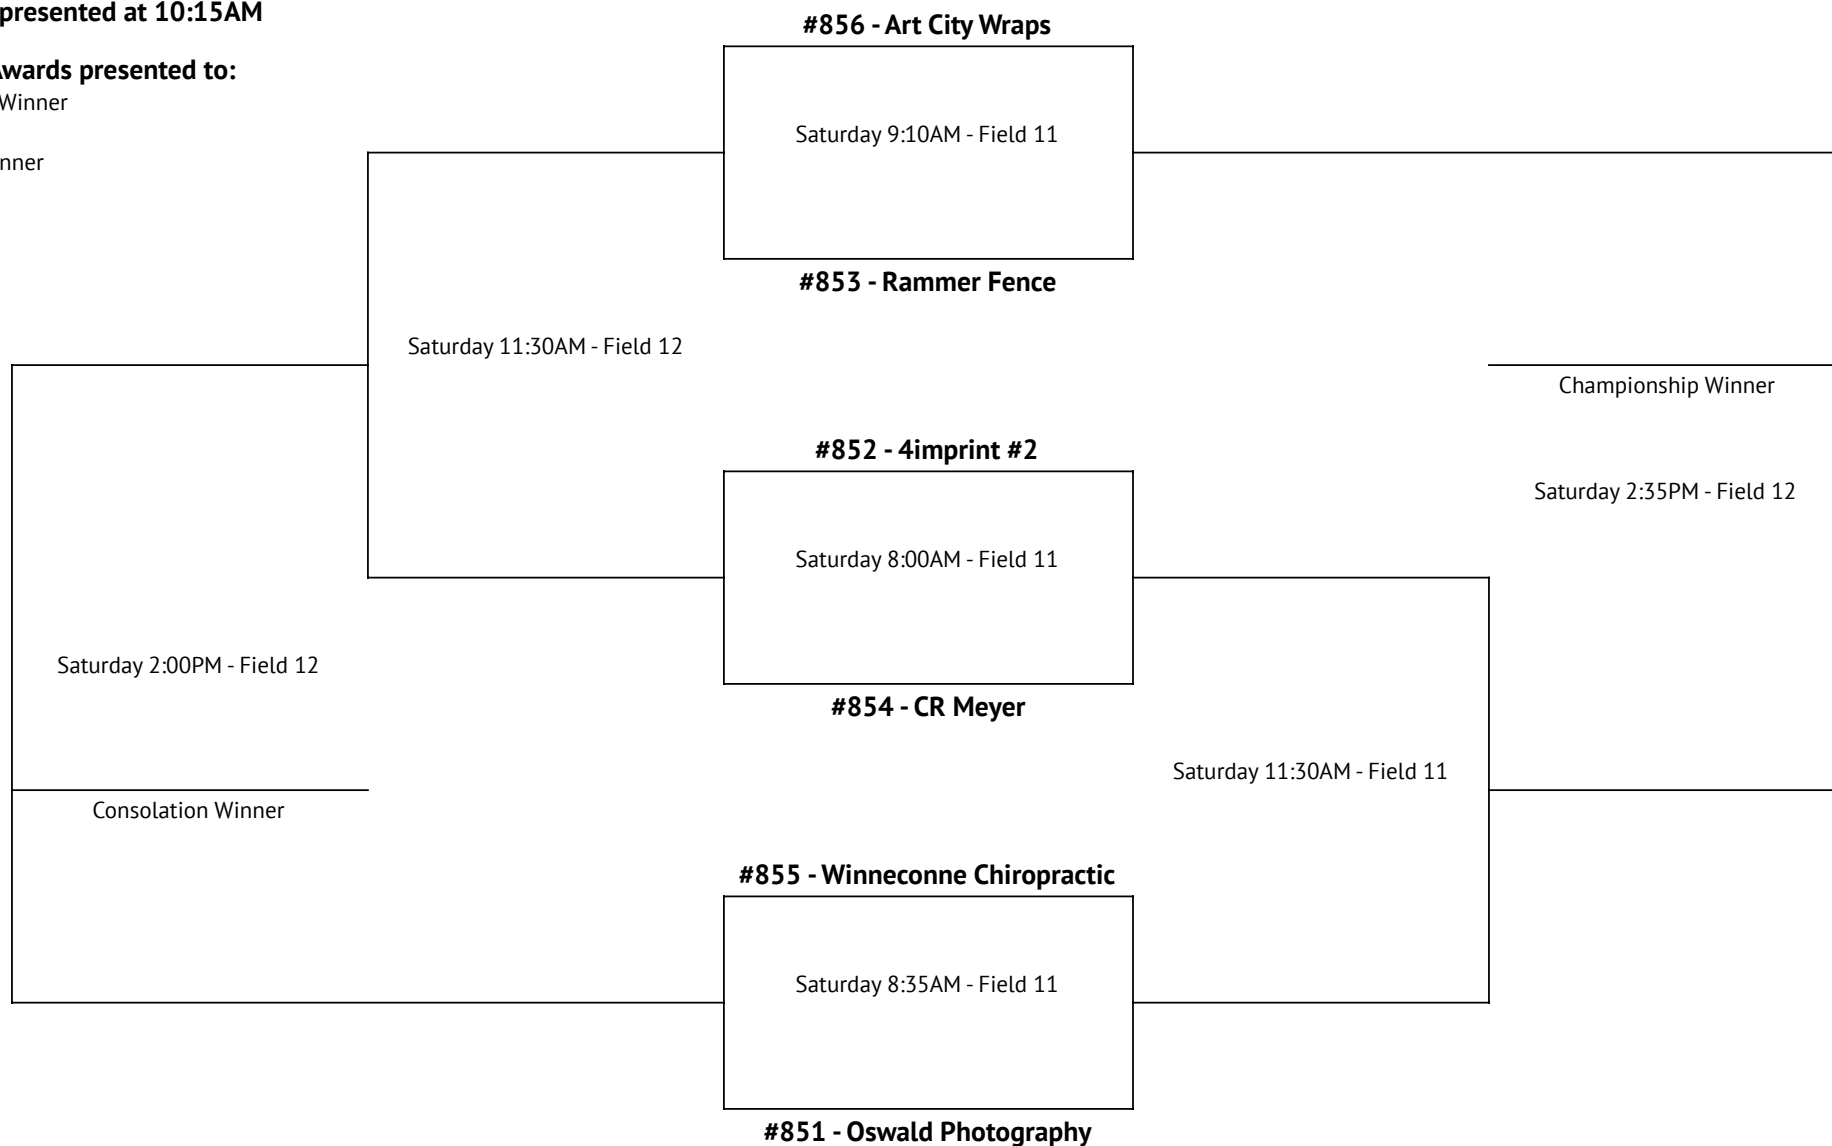 presented at 10:15AM
Awards presented to:
Winner
nner
#856 - Art City Wraps
Saturday 9:10AM - Field 11
#853 - Rammer Fence
Saturday 11:30AM - Field 12
Championship Winner
#852 - 4imprint #2
Saturday 2:35PM - Field 12
Saturday 8:00AM - Field 11
Saturday 2:00PM - Field 12
#854 - CR Meyer
Saturday 11:30AM - Field 11
Consolation Winner
#855 - Winneconne Chiropractic
Saturday 8:35AM - Field 11
#851 - Oswald Photography